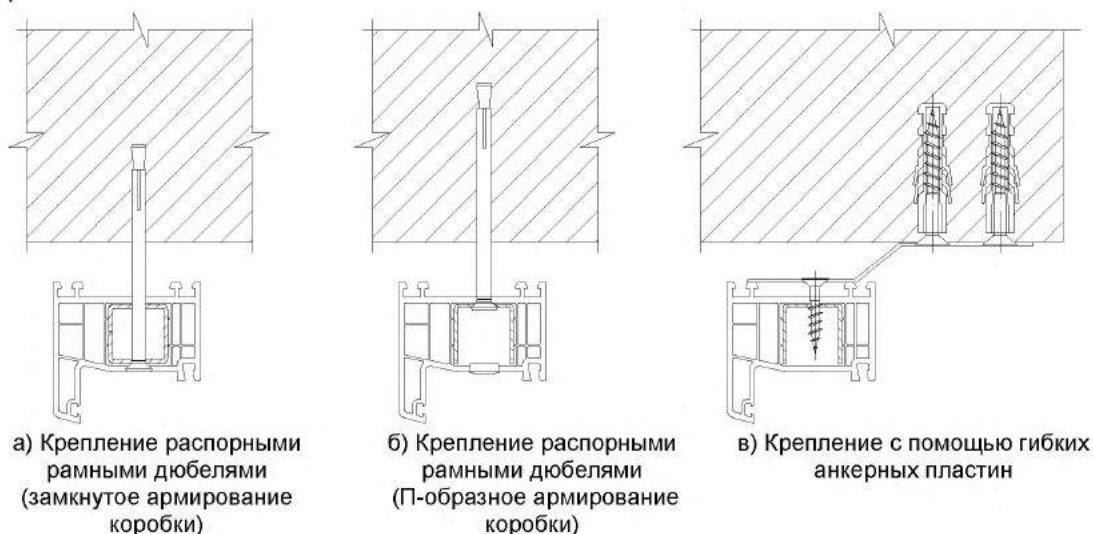 а) Крепление распорными
рамными дюбелями
(замкнутое армирование
коробки)
б) Крепление распорными
рамными дюбелями
(П-образное армирование
коробки)
в) Крепление с помощью гибких
анкерных пластин